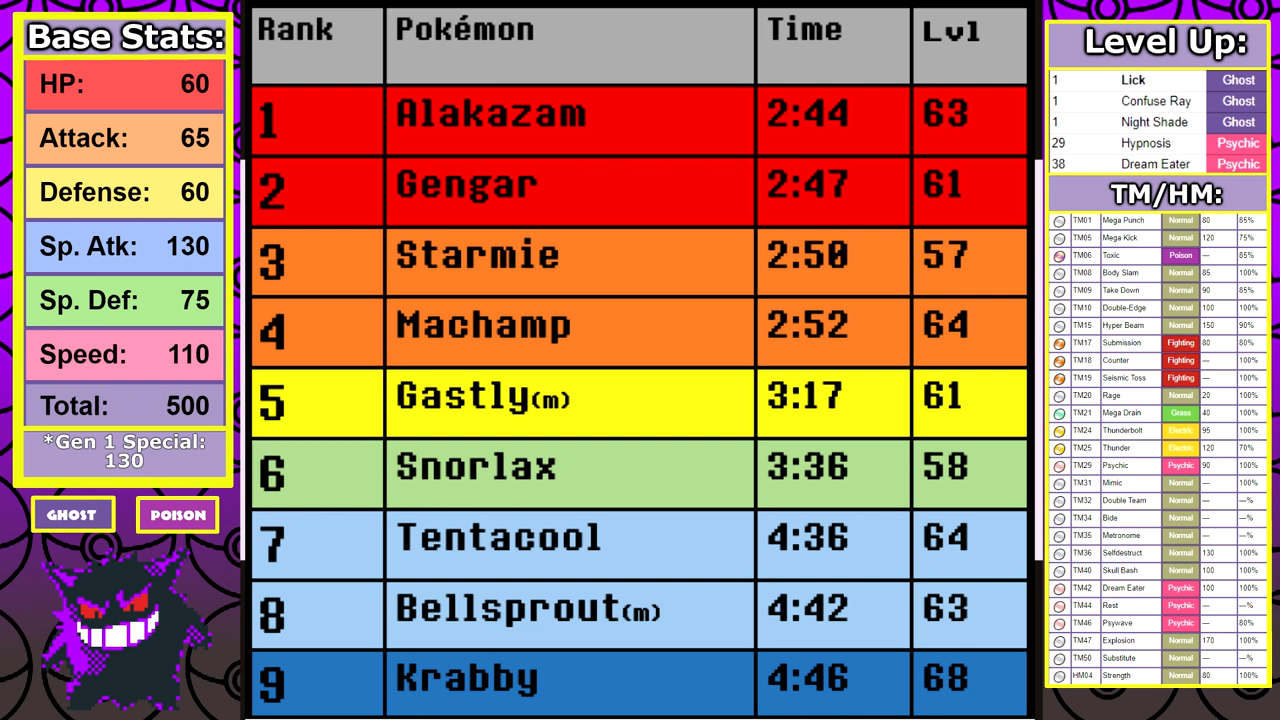 Base Stats:
HP: 60
Attack: 65
Defense: 60
Sp. Atk: 130
Sp. Def: 75
Speed: 110
Total: 500
*Gen 1 Special:
130
GHOST POISON
Rank Pokémon Time Lvl
1 Alakazam 2:44 63
2 Gengar 2:47 61
3 Starmie 2:50 57
4 Machamp 2:52 64
5 Gastly(m) 3:17 61
6 Snorlax 3:36 58
7 Tentacool 4:36 64
8 Bellsprout(m) 4:42 63
9 Krabby 4:46 68
Level Up:
1 Lick Ghost
1 Confuse Ray Ghost
1 Night Shade Ghost
29 Hypnosis Psychic
38 Dream Eater Psychic
TM/HM:
TM01 Mega Punch Normal 80 85%
TM05 Mega Kick Normal 120 75%
TM06 Toxic Poison — 85%
TM08 Body Slam Normal 85 100%
TM09 Take Down Normal 90 85%
TM10 Double-Edge Normal 100 100%
TM15 Hyper Beam Normal 150 90%
TM17 Submission Fighting 80 80%
TM18 Counter Fighting — 100%
TM19 Seismic Toss Fighting — 100%
TM20 Rage Normal 20 100%
TM21 Mega Drain Grass 40 100%
TM24 Thunderbolt Electric 95 100%
TM25 Thunder Electric 120 70%
TM29 Psychic Psychic 90 100%
TM31 Mimic Normal — 100%
TM32 Double Team Normal — —%
TM34 Bide Normal — —%
TM35 Metronome Normal — —%
TM36 Selfdestruct Normal 130 100%
TM40 Skull Bash Normal 100 100%
TM42 Dream Eater Psychic 100 100%
TM44 Rest Psychic — —%
TM46 Psywave Psychic — 80%
TM47 Explosion Normal 170 100%
TM50 Substitute Normal — —%
HM04 Strength Normal 80 100%